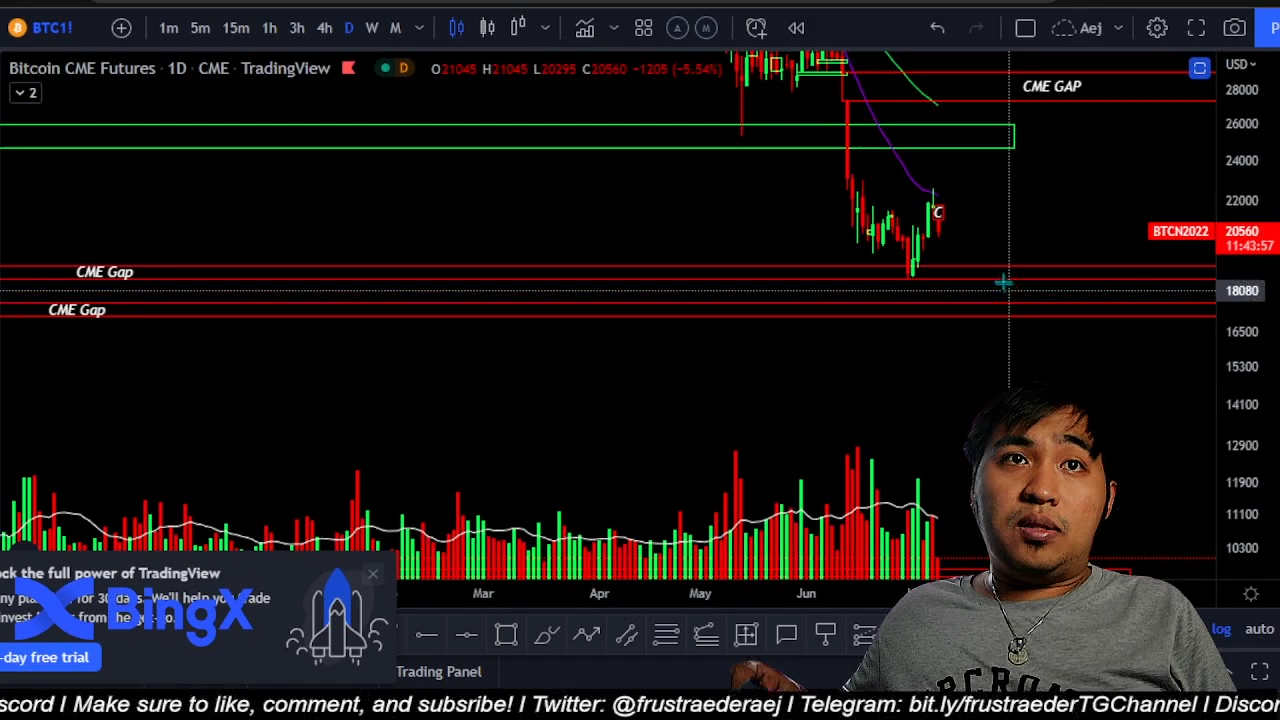 BTC1!
1m 5m 15m 1h 3h 4h D W M
A M
Aej
Bitcoin CME Futures · 1D · CME · TradingView
D
O21045 H21045 L20295 C20560 −1205 (−5.54%)
2
USD
CME GAP
28000
26000
24000
22000
C
BTCN2022
20560
11:43:57
CME Gap
18080
CME Gap
16500
15300
14100
12900
11900
11100
10300
ock the full power of TradingView
BingX
-day free trial
Mar Apr May Jun
log auto
Trading Panel
scord I Make sure to like, comment, and subsribe! I Twitter: @frustraederaej I Telegram: bit.ly/frustraederTGChannel I Discor